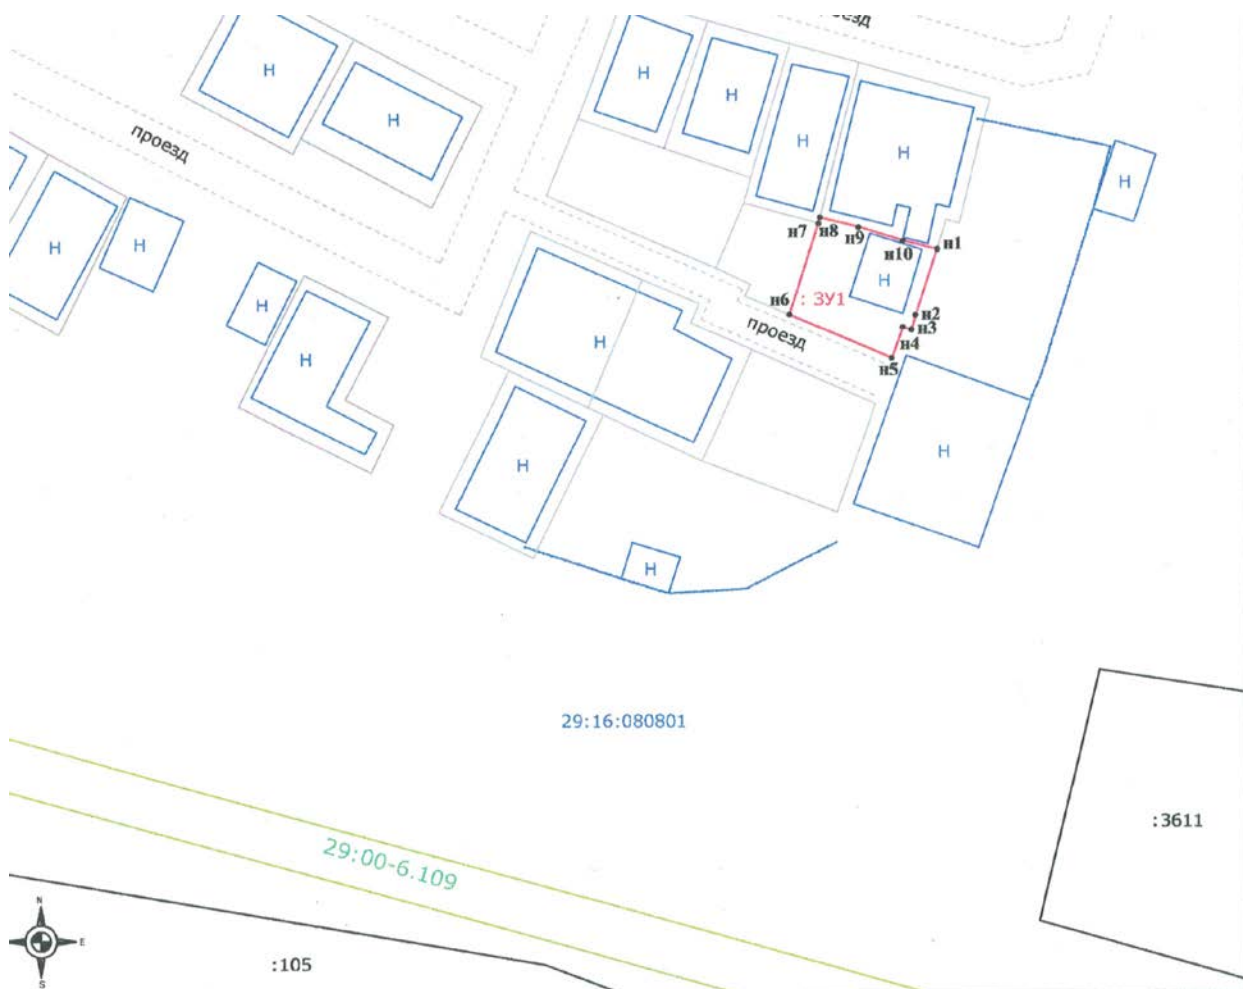 проезд
Н
Н
Н
Н
Н
Н
проезд
Н
Н
Н
н7
н8
н9
н10
н1
Н
Н
Н
н6
: ЗУ1
н2
н3
проезд
н4
н5
Н
Н
Н
Н
Н
29:16:080801
:3611
29:00-6.109
N
E
S
:105